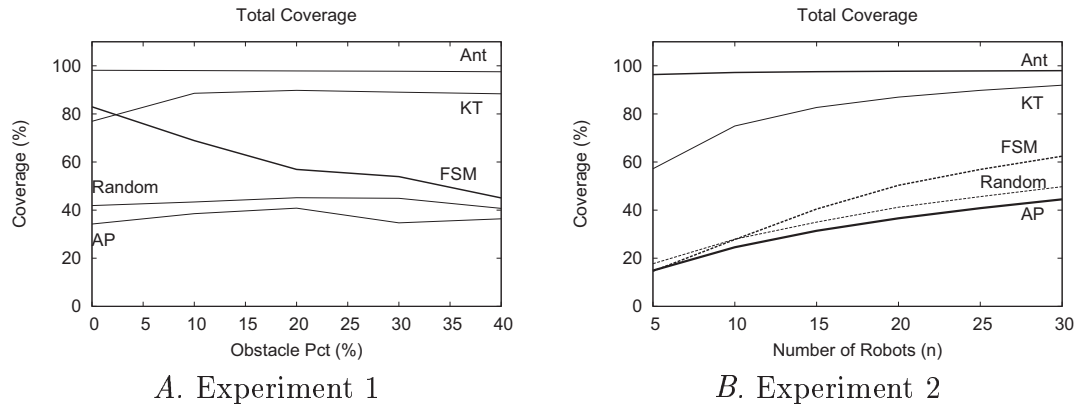 Total Coverage
100
80
60
40
20
0
Coverage (%)
Ant
KT
FSM
Random
AP
0 5 10 15 20 25 30 35 40
Obstacle Pct (%)
A. Experiment 1
Total Coverage
100
80
60
40
20
0
Coverage (%)
Ant
KT
FSM
Random
AP
5 10 15 20 25 30
Number of Robots (n)
B. Experiment 2